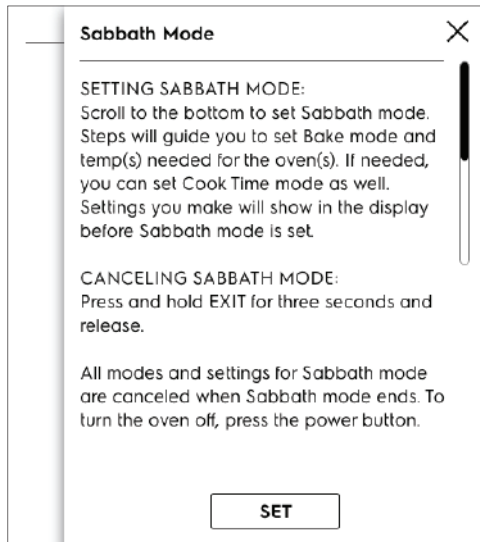 Sabbath Mode
SETTING SABBATH MODE:
Scroll to the bottom to set Sabbath mode.
Steps will guide you to set Bake mode and
temp(s) needed for the oven(s). If needed,
you can set Cook Time mode as well.
Settings you make will show in the display
before Sabbath mode is set.
CANCELING SABBATH MODE:
Press and hold EXIT for three seconds and
release.
All modes and settings for Sabbath mode
are canceled when Sabbath mode ends. To
turn the oven off, press the power button.
SET